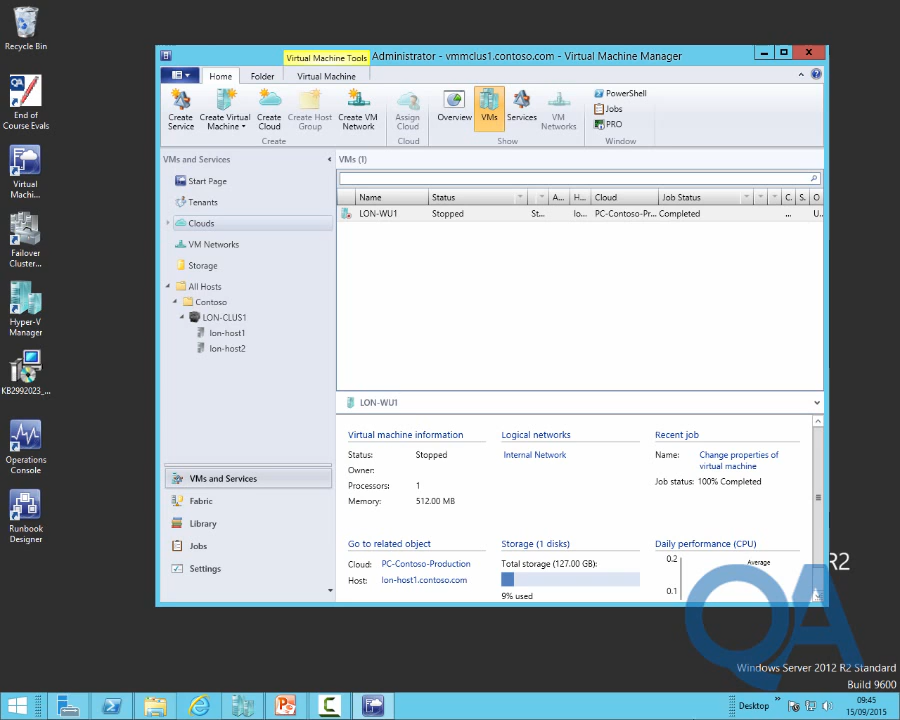 Recycle Bin
End of
Course Evals
Virtual
Machi...
Failover
Cluster...
Hyper-V
Manager
KB2992023_...
Operations
Console
Runbook
Designer
Virtual Machine Tools
Administrator - vmmclus1.contoso.com - Virtual Machine Manager
Home Folder Virtual Machine
Create Service
Create Virtual Machine
Create Cloud
Create Host Group
Create VM Network
Assign Cloud
Overview
VMs
Services
VM Networks
PowerShell
Jobs
PRO
Create Cloud Show Window
VMs and Services
Start Page
Tenants
Clouds
VM Networks
Storage
All Hosts
Contoso
LON-CLUS1
lon-host1
lon-host2
VMs and Services
Fabric
Library
Jobs
Settings
VMs (1)
Name Status A... H... Cloud Job Status C. S. O
LON-WU1 Stopped St... lo... PC-Contoso-Pr... Completed ... U..
LON-WU1
Virtual machine information
Status: Stopped
Owner:
Processors: 1
Memory: 512.00 MB
Logical networks
Internal Network
Recent job
Name: Change properties of
virtual machine
Job status: 100% Completed
Go to related object
Cloud: PC-Contoso-Production
Host: lon-host1.contoso.com
Storage (1 disks)
Total storage (127.00 GB):
9% used
Daily performance (CPU)
0.2
Average
0.1
R2
QA
Windows Server 2012 R2 Standard
Build 9600
Desktop
09:45
15/09/2015